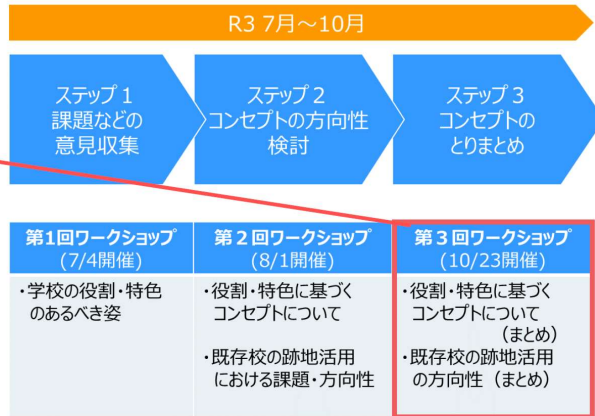 R3 7月～10月
ステップ1
課題などの
意見収集
ステップ2
コンセプトの方向性
検討
ステップ3
コンセプトの
とりまとめ
第1回ワークショップ
(7/4開催)
・学校の役割・特色
のあるべき姿
第２回ワークショップ
(8/1開催)
・役割・特色に基づく
コンセプトについて
・既存校の跡地活用
における課題・方向性
第３回ワークショップ
(10/23開催)
・役割・特色に基づく
コンセプトについて
（まとめ）
・既存校の跡地活用
の方向性（まとめ）